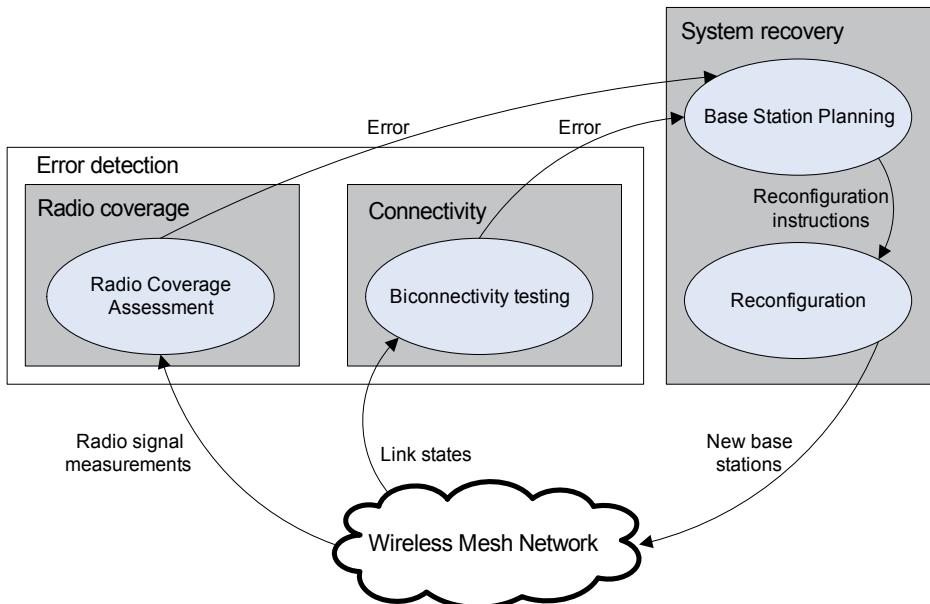 System recovery
Base Station Planning
Error
Error
Error detection
Radio coverage
Connectivity
Reconfiguration
instructions
Radio Coverage
Assessment
Biconnectivity testing
Reconfiguration
Radio signal
measurements
Link states
New base
stations
Wireless Mesh Network